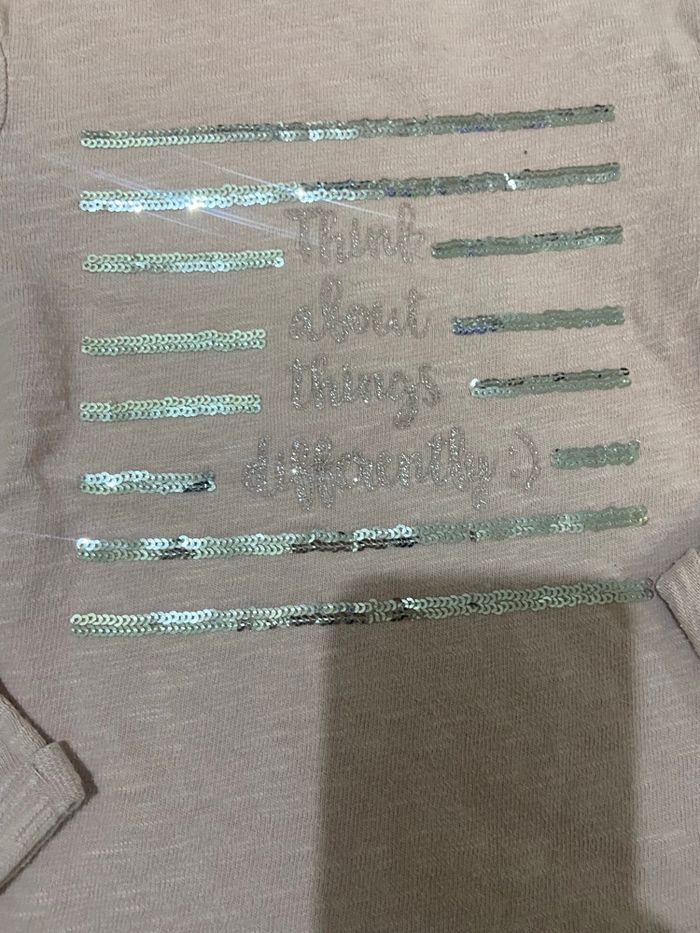 Think
about
things
differently :)